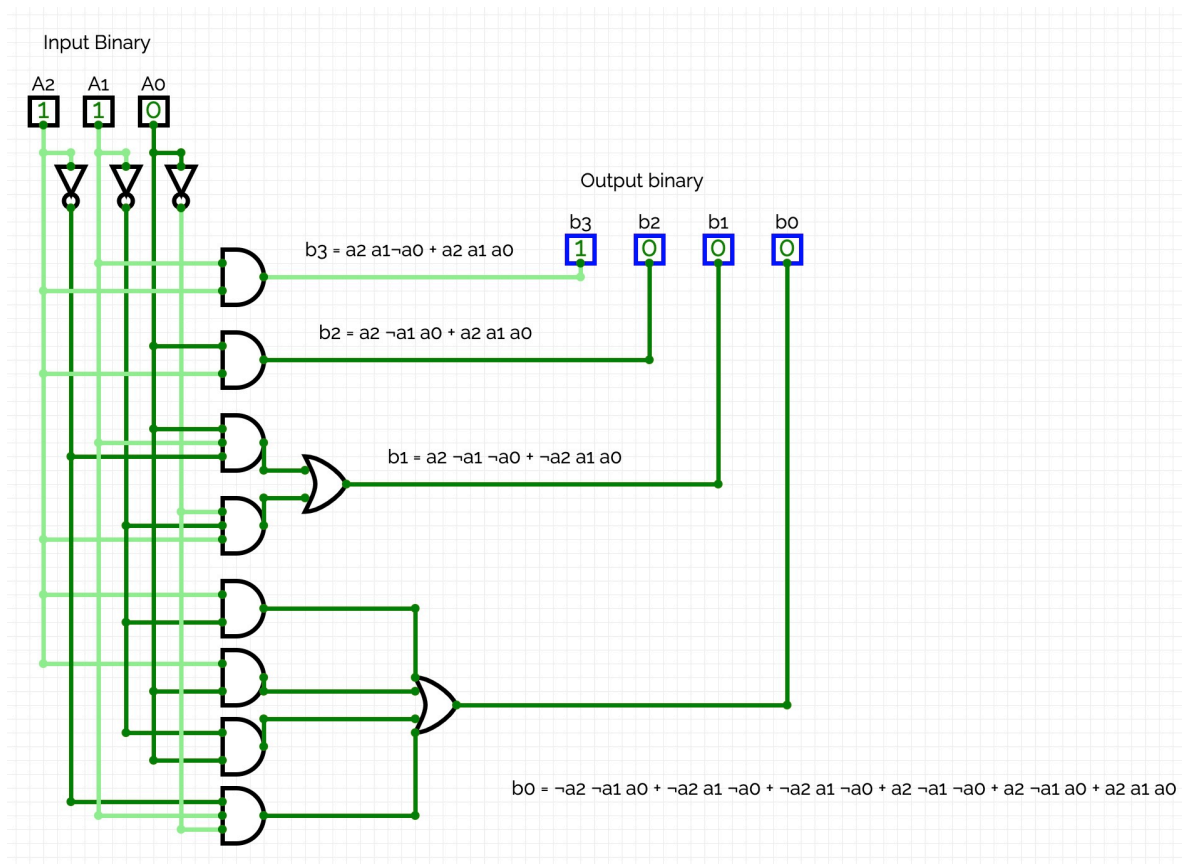 Input Binary
A2 A1 A0
1 1 0
Output binary
b3 b2 b1 b0
1 0 0 0
b3 = a2 a1¬a0 + a2 a1 a0
b2 = a2 ¬a1 a0 + a2 a1 a0
b1 = a2 ¬a1 ¬a0 + ¬a2 a1 a0
b0 = ¬a2 ¬a1 a0 + ¬a2 a1 ¬a0 + ¬a2 a1 ¬a0 + a2 ¬a1 ¬a0 + a2 ¬a1 a0 + a2 a1 a0